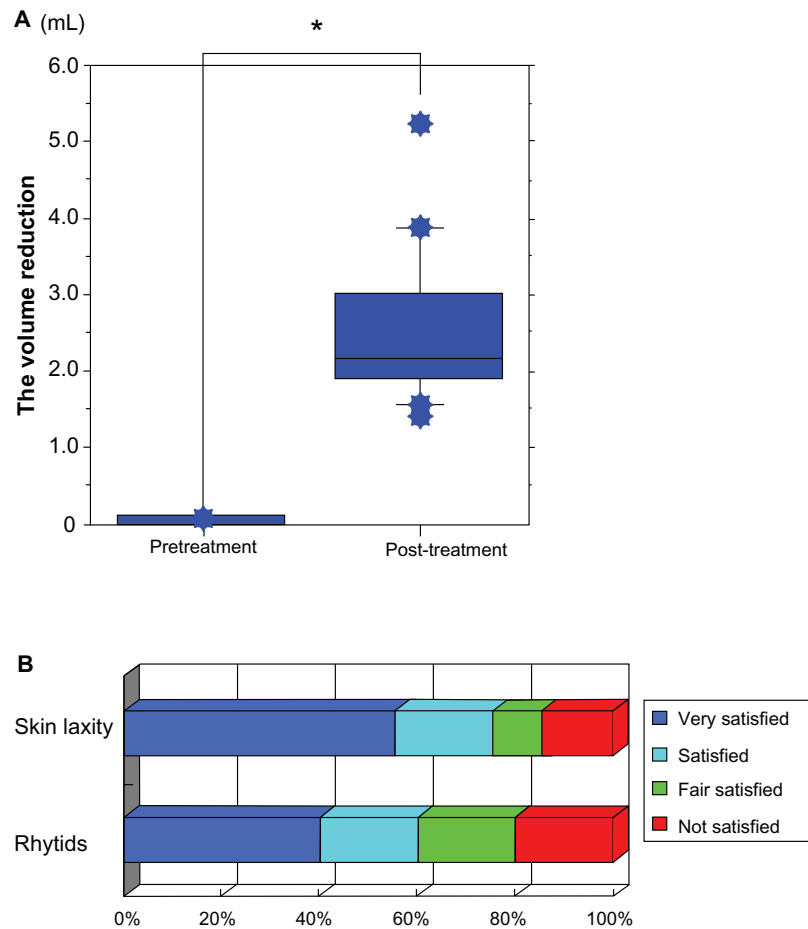 A (mL)
*
The volume reduction
6.0
5.0
4.0
3.0
2.0
1.0
0
Pretreatment
Post-treatment
B
Skin laxity
Rhytids
0% 20% 40% 60% 80% 100%
Very satisfied
Satisfied
Fair satisfied
Not satisfied